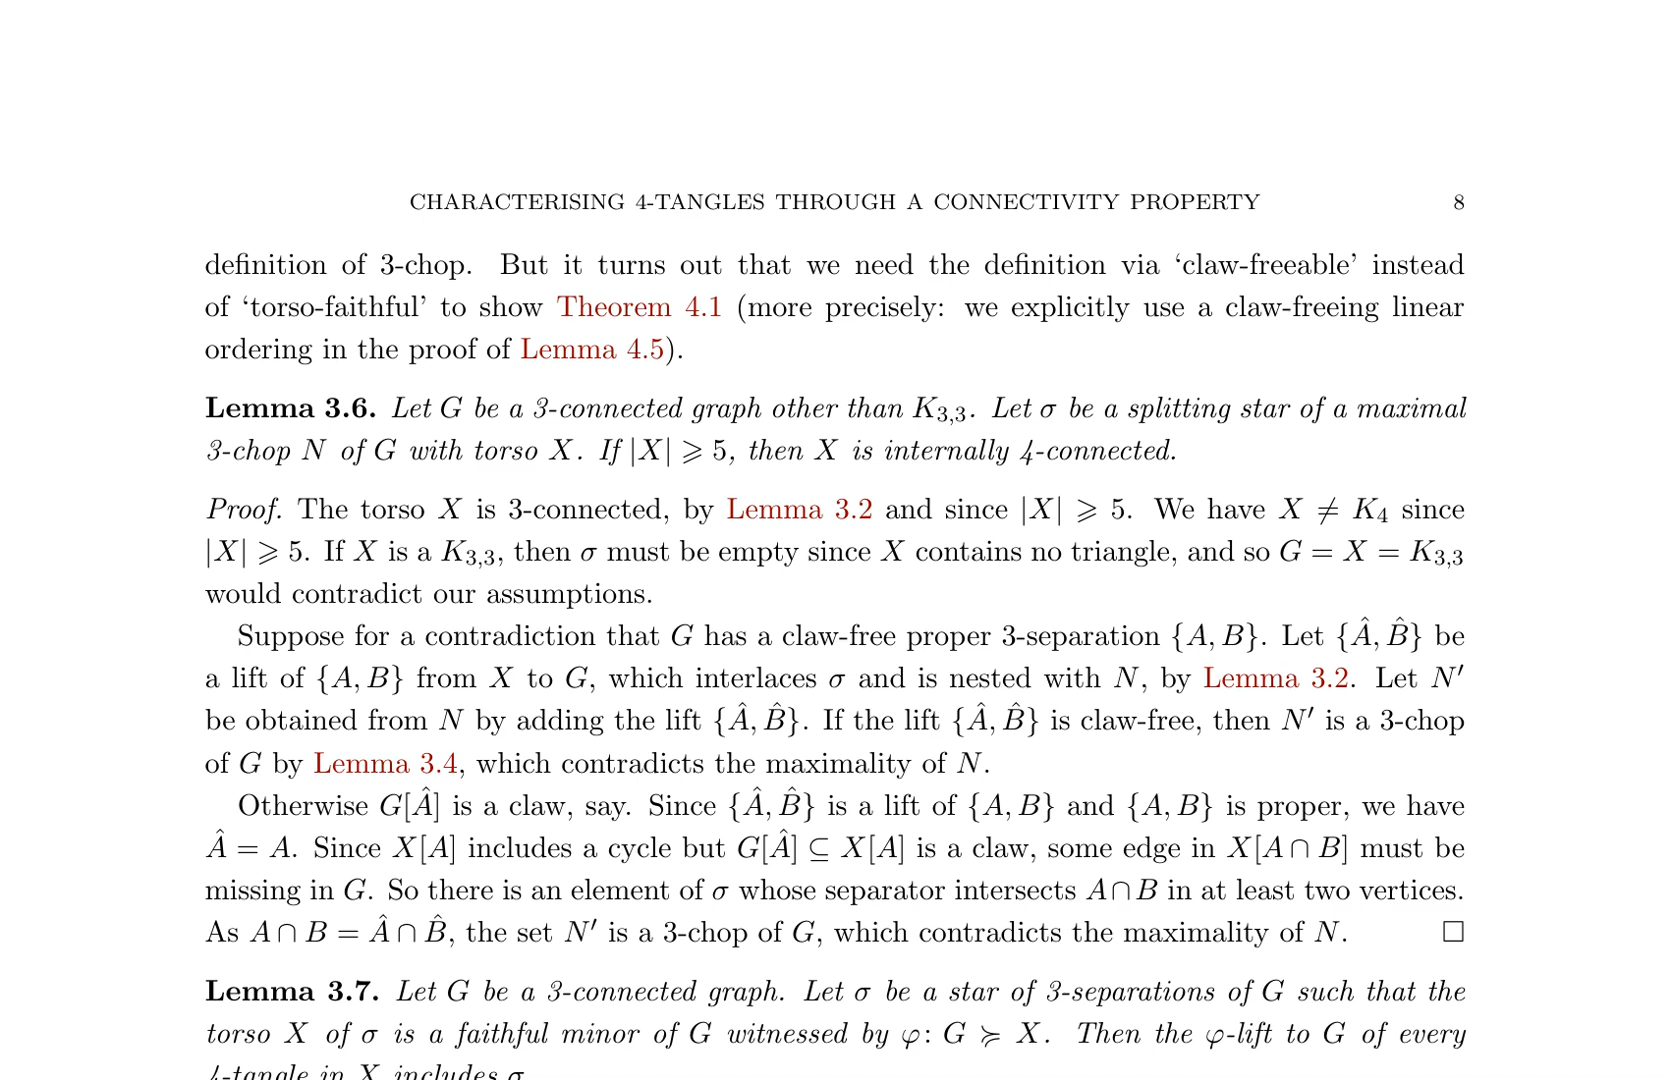 CHARACTERISING 4-TANGLES THROUGH A CONNECTIVITY PROPERTY 8
definition of 3-chop. But it turns out that we need the definition via ‘claw-freeable’ instead
of ‘torso-faithful’ to show Theorem 4.1 (more precisely: we explicitly use a claw-freeing linear
ordering in the proof of Lemma 4.5).
Lemma 3.6. Let G be a 3-connected graph other than K₃,₃. Let σ be a splitting star of a maximal
3-chop N of G with torso X. If |X| ⩾ 5, then X is internally 4-connected.
Proof. The torso X is 3-connected, by Lemma 3.2 and since |X| ⩾ 5. We have X ≠ K₄ since
|X| ⩾ 5. If X is a K₃,₃, then σ must be empty since X contains no triangle, and so G = X = K₃,₃
would contradict our assumptions.
Suppose for a contradiction that G has a claw-free proper 3-separation {A, B}. Let {Â, B̂} be
a lift of {A, B} from X to G, which interlaces σ and is nested with N, by Lemma 3.2. Let N′
be obtained from N by adding the lift {Â, B̂}. If the lift {Â, B̂} is claw-free, then N′ is a 3-chop
of G by Lemma 3.4, which contradicts the maximality of N.
Otherwise G[Â] is a claw, say. Since {Â, B̂} is a lift of {A, B} and {A, B} is proper, we have
Â = A. Since X[A] includes a cycle but G[Â] ⊆ X[A] is a claw, some edge in X[A ∩ B] must be
missing in G. So there is an element of σ whose separator intersects A ∩ B in at least two vertices.
As A ∩ B = Â ∩ B̂, the set N′ is a 3-chop of G, which contradicts the maximality of N. □
Lemma 3.7. Let G be a 3-connected graph. Let σ be a star of 3-separations of G such that the
torso X of σ is a faithful minor of G witnessed by φ: G ≽ X. Then the φ-lift to G of every
4-tangle in X includes σ